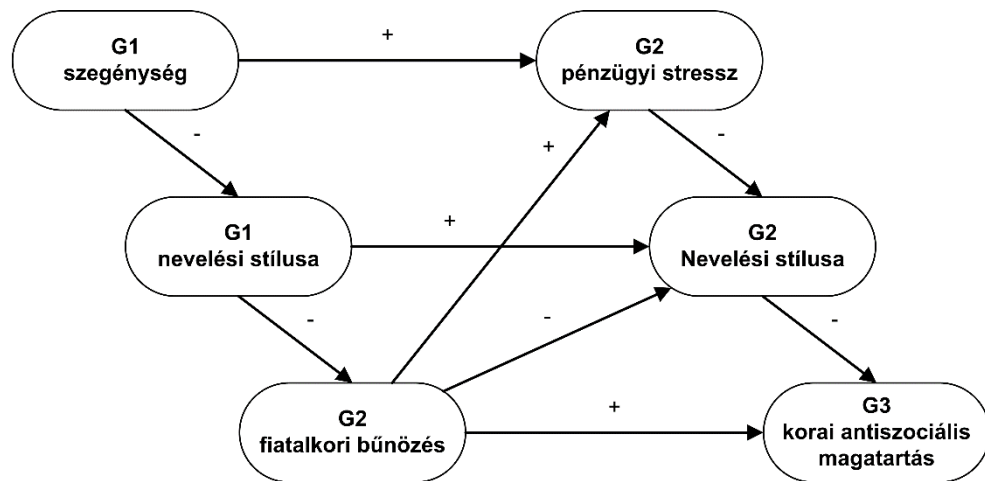 G1
szegénység
+
G2
pénzügyi stressz
-
+
-
G1
nevelési stílusa
+
G2
Nevelési stílusa
-
-
-
G2
fiatalkori bűnözés
+
G3
korai antiszociális
magatartás